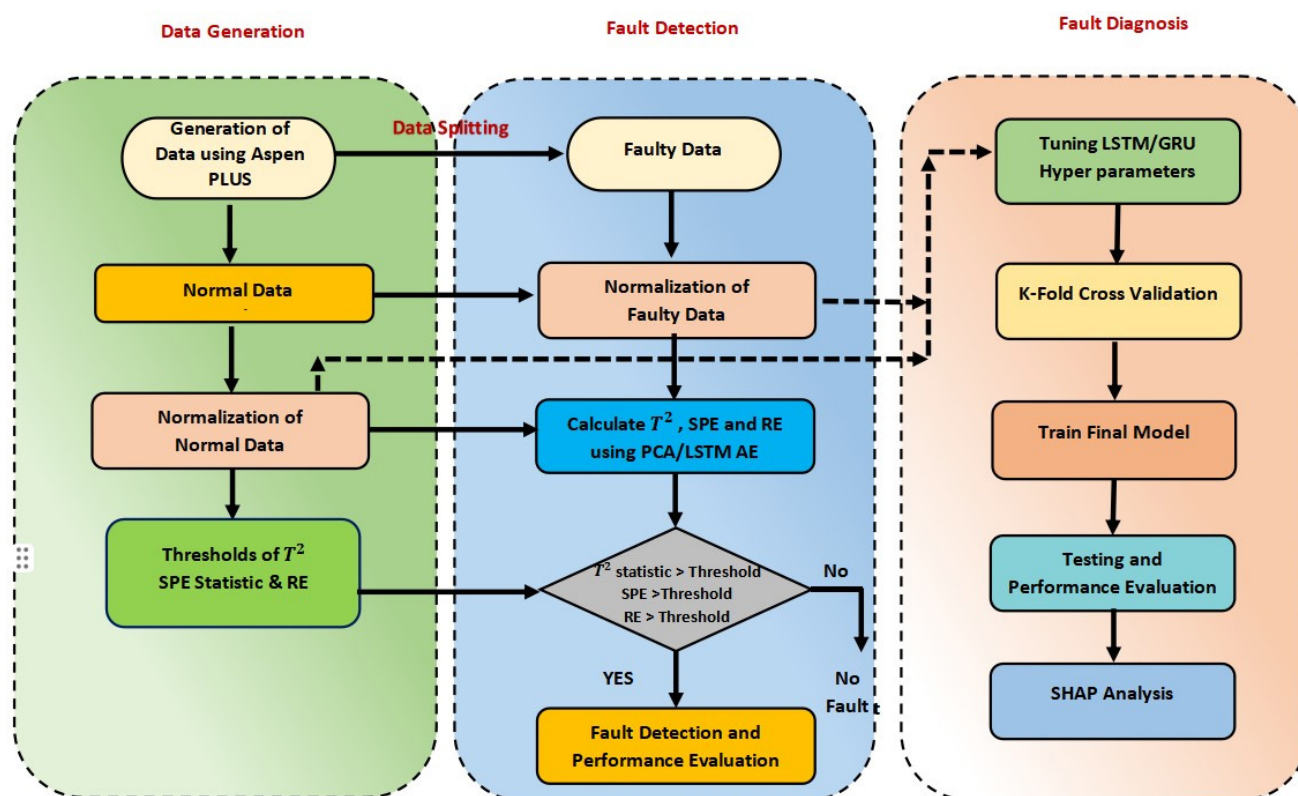 Data Generation
Generation of
Data using Aspen
PLUS
Normal Data
Normalization of
Normal Data
Thresholds of T²
SPE Statistic & RE
Data Splitting
Fault Detection
Faulty Data
Normalization of
Faulty Data
Calculate T² , SPE and RE
using PCA/LSTM AE
T² statistic > Threshold
SPE >Threshold
RE > Threshold
No
No
Fault t
YES
Fault Detection and
Performance Evaluation
Fault Diagnosis
Tuning LSTM/GRU
Hyper parameters
K-Fold Cross Validation
Train Final Model
Testing and
Performance Evaluation
SHAP Analysis